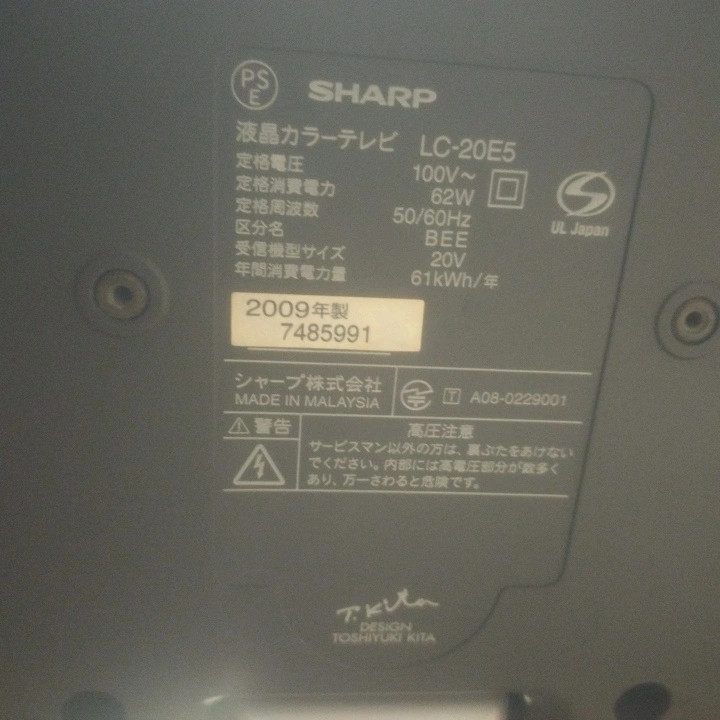 PS
E
SHARP
液晶カラーテレビ LC-20E5
定格電圧 100V～
定格消費電力 62W
定格周波数 50/60Hz
区分名 BEE
受信機型サイズ 20V
年間消費電力量 61kWh/年
UL Japan
2009年製
7485991
シャープ株式会社
MADE IN MALAYSIA
T A08-0229001
警告
高圧注意
サービスマン以外の方は、裏ぶたをあけない
でください。内部には高電圧部分が数多く
あり、万一さわると危険です。
T.Kita
DESIGN
TOSHIYUKI KITA